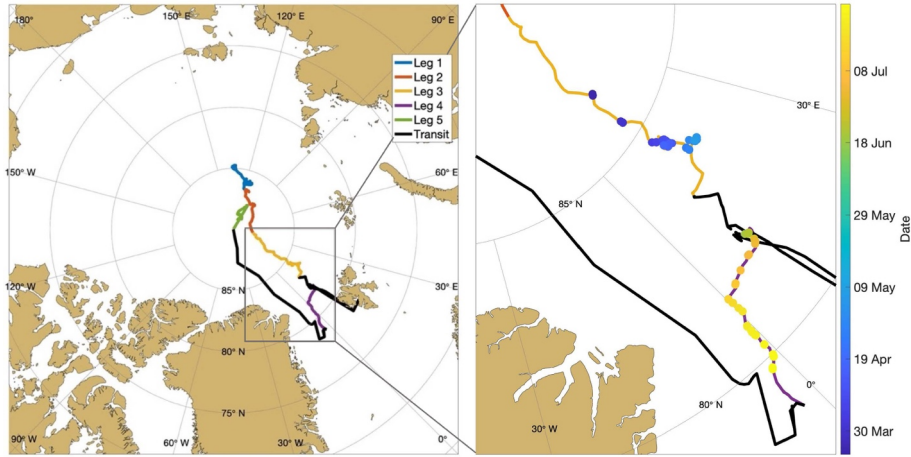 180°
150° E
120° E
90° E
Leg 1
Leg 2
Leg 3
Leg 4
Leg 5
Transit
150° W
60° E
120° W
85° N
30° E
80° N
75° N
90° W
60° W
30° W
0°
30° E
85° N
0°
80° N
30° W
08 Jul
18 Jun
29 May
09 May
19 Apr
30 Mar
Date